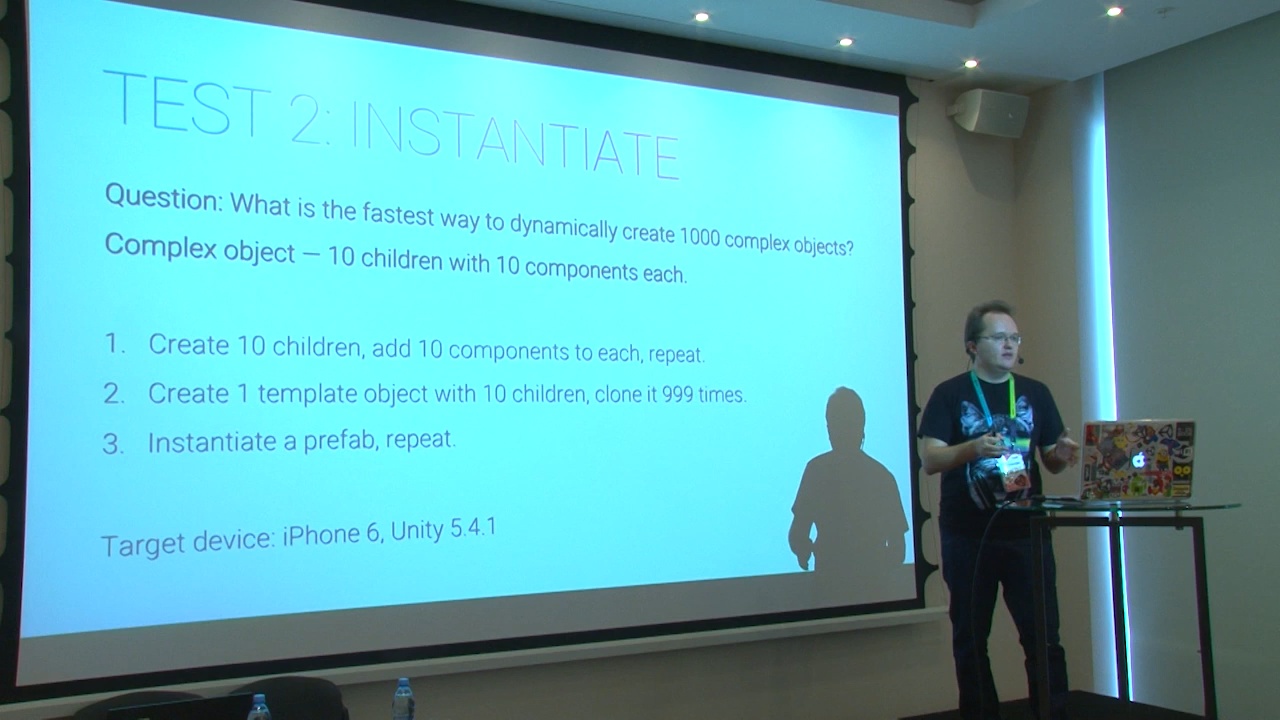 TEST 2: INSTANTIATE
Question: What is the fastest way to dynamically create 1000 complex objects?
Complex object — 10 children with 10 components each.
1. Create 10 children, add 10 components to each, repeat.
2. Create 1 template object with 10 children, clone it 999 times.
3. Instantiate a prefab, repeat.
Target device: iPhone 6, Unity 5.4.1